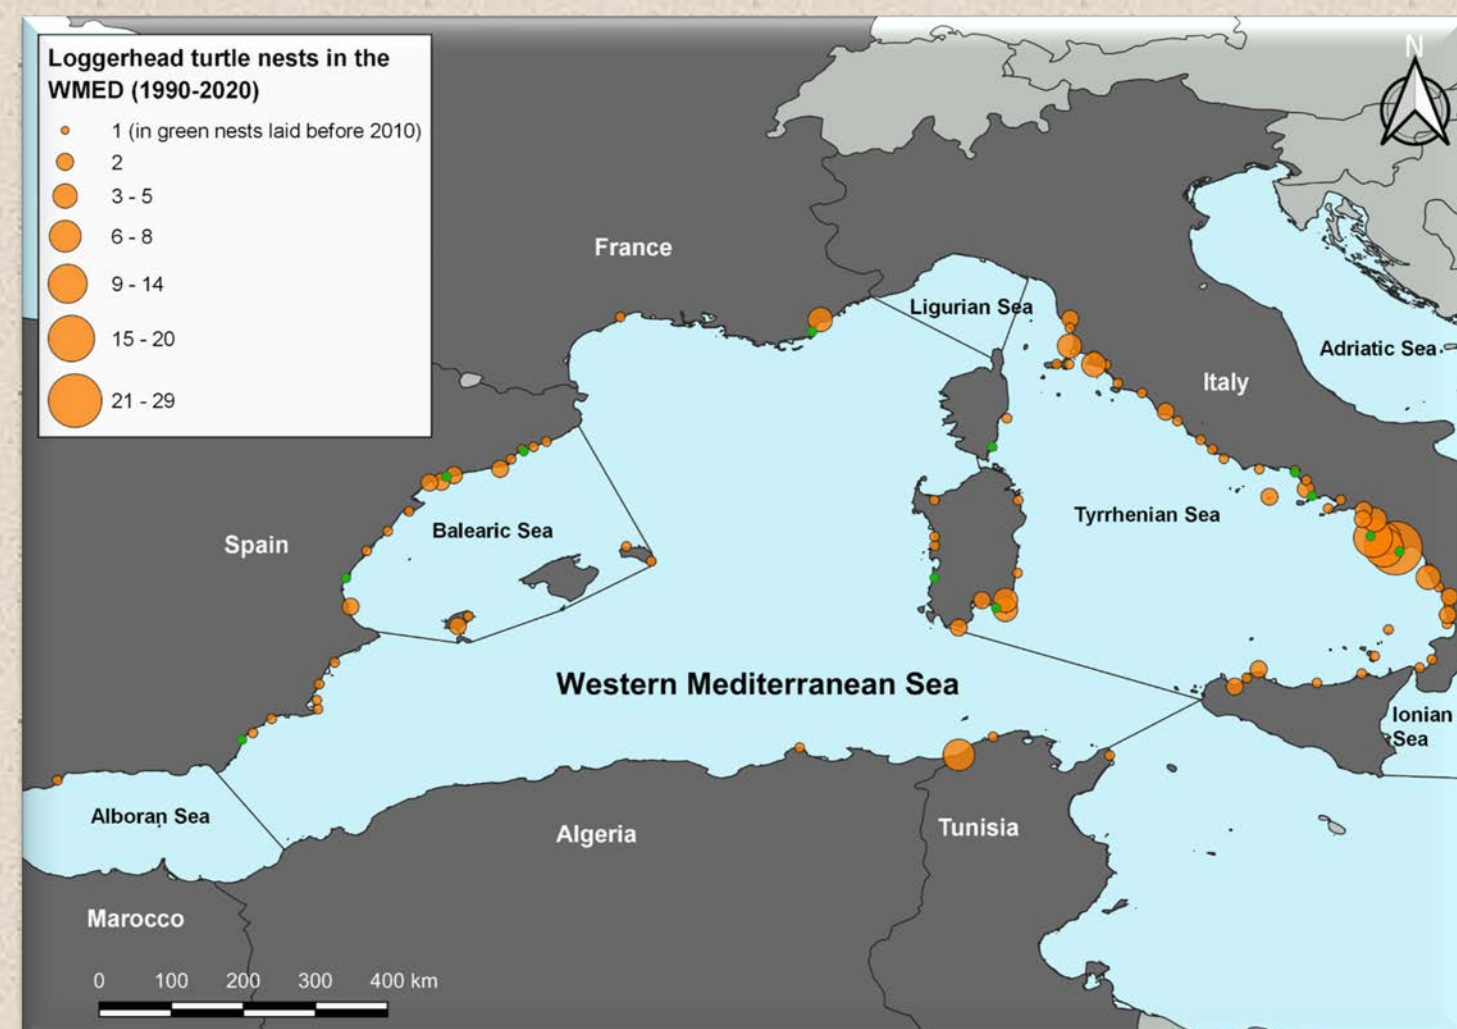 Loggerhead turtle nests in the
WMED (1990-2020)
1 (in green nests laid before 2010)
2
3 - 5
6 - 8
9 - 14
15 - 20
21 - 29
N
France
Ligurian Sea
Adriatic Sea
Italy
Spain
Balearic Sea
Tyrrhenian Sea
Western Mediterranean Sea
Ionian
Sea
Alboran Sea
Algeria
Tunisia
Marocco
0 100 200 300 400 km